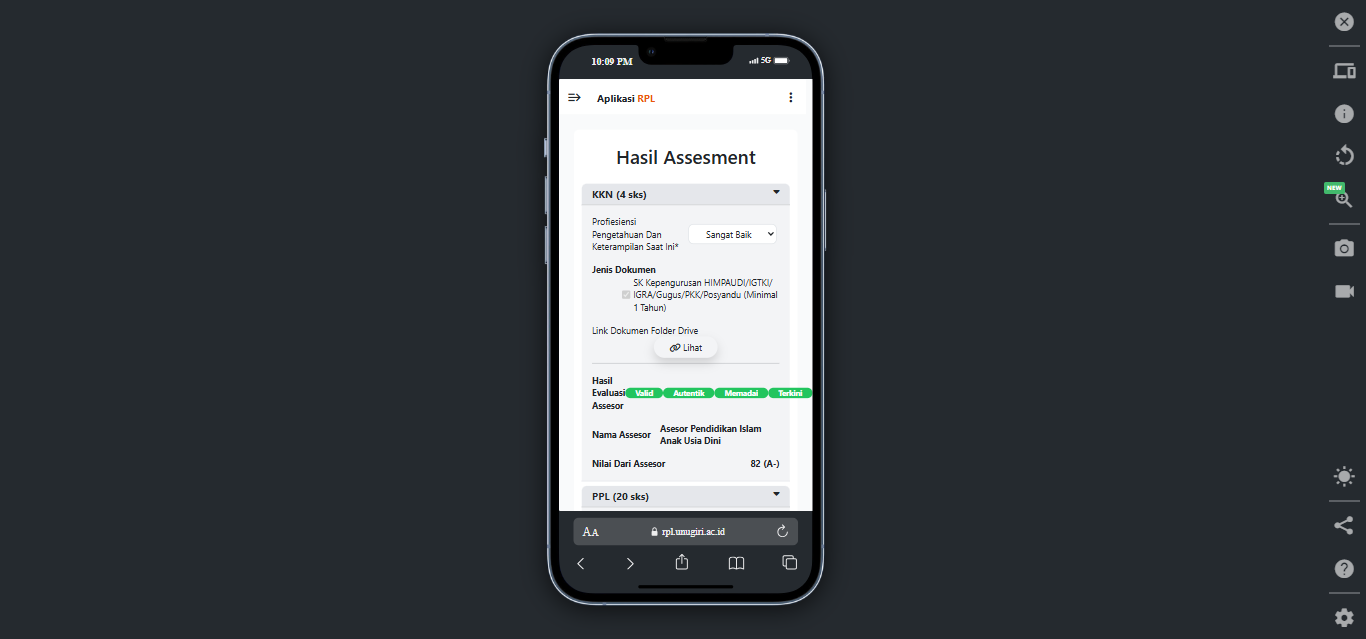 10:09 PM
5G
Aplikasi RPL
Hasil Assesment
KKN (4 sks)
Profiesiensi
Pengetahuan Dan
Keterampilan Saat Ini*
Sangat Baik
Jenis Dokumen
SK Kepengurusan HIMPAUDI/IGTKI/
IGRA/Gugus/PKK/Posyandu (Minimal
1 Tahun)
Link Dokumen Folder Drive
Lihat
Hasil
Evaluasi
Assesor
Valid
Autentik
Memadai
Terkini
Nama Assesor
Asesor Pendidikan Islam
Anak Usia Dini
Nilai Dari Assesor
82 (A-)
PPL (20 sks)
AA
rpl.unugiri.ac.id
NEW